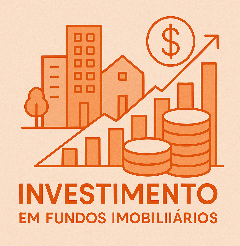 $
INVESTIMENTO
EM FUNDOS IMOBILIIÁRIOS